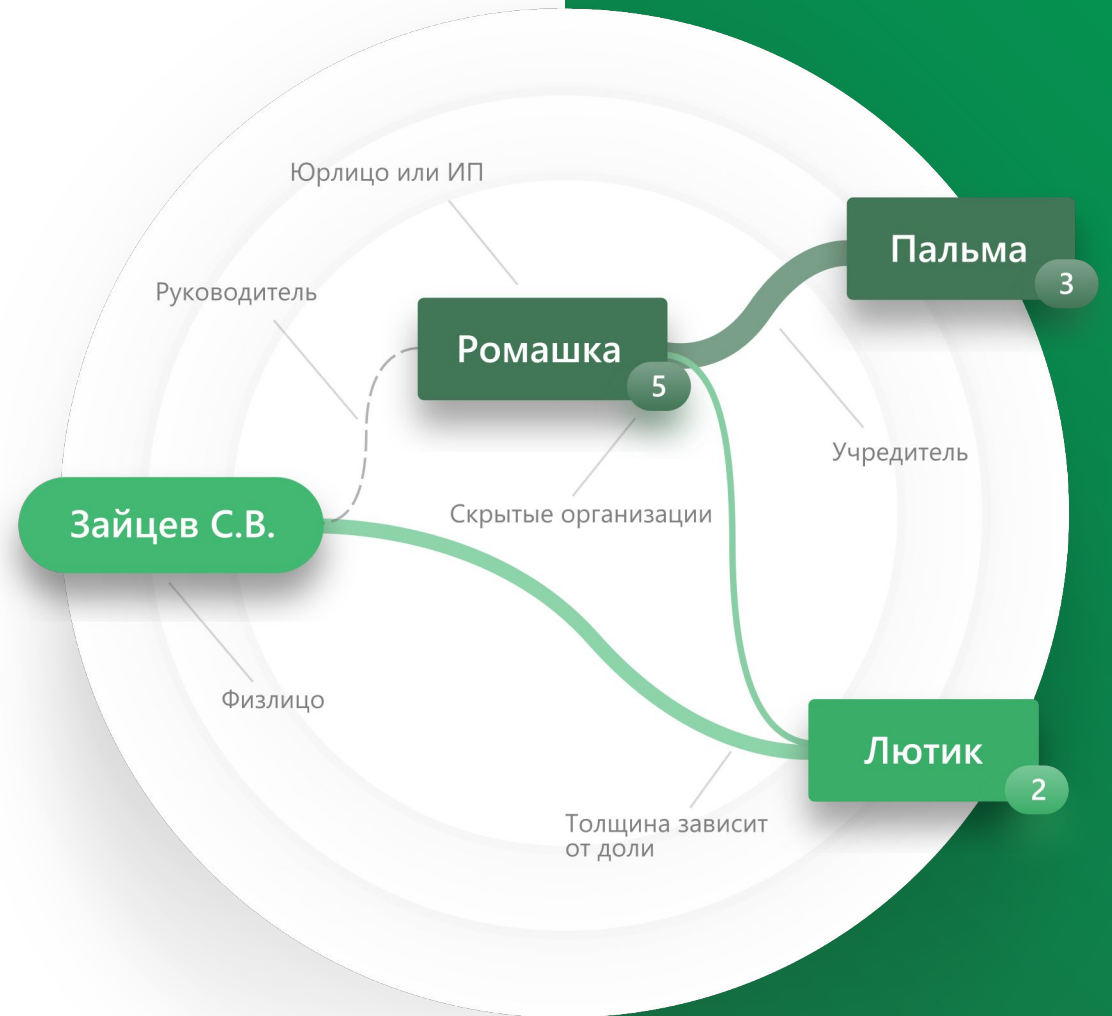 Юрлицо или ИП
Пальма
3
Руководитель
Ромашка
5
Учредитель
Скрытые организации
Зайцев С.В.
Физлицо
Лютик
2
Толщина зависит
от доли